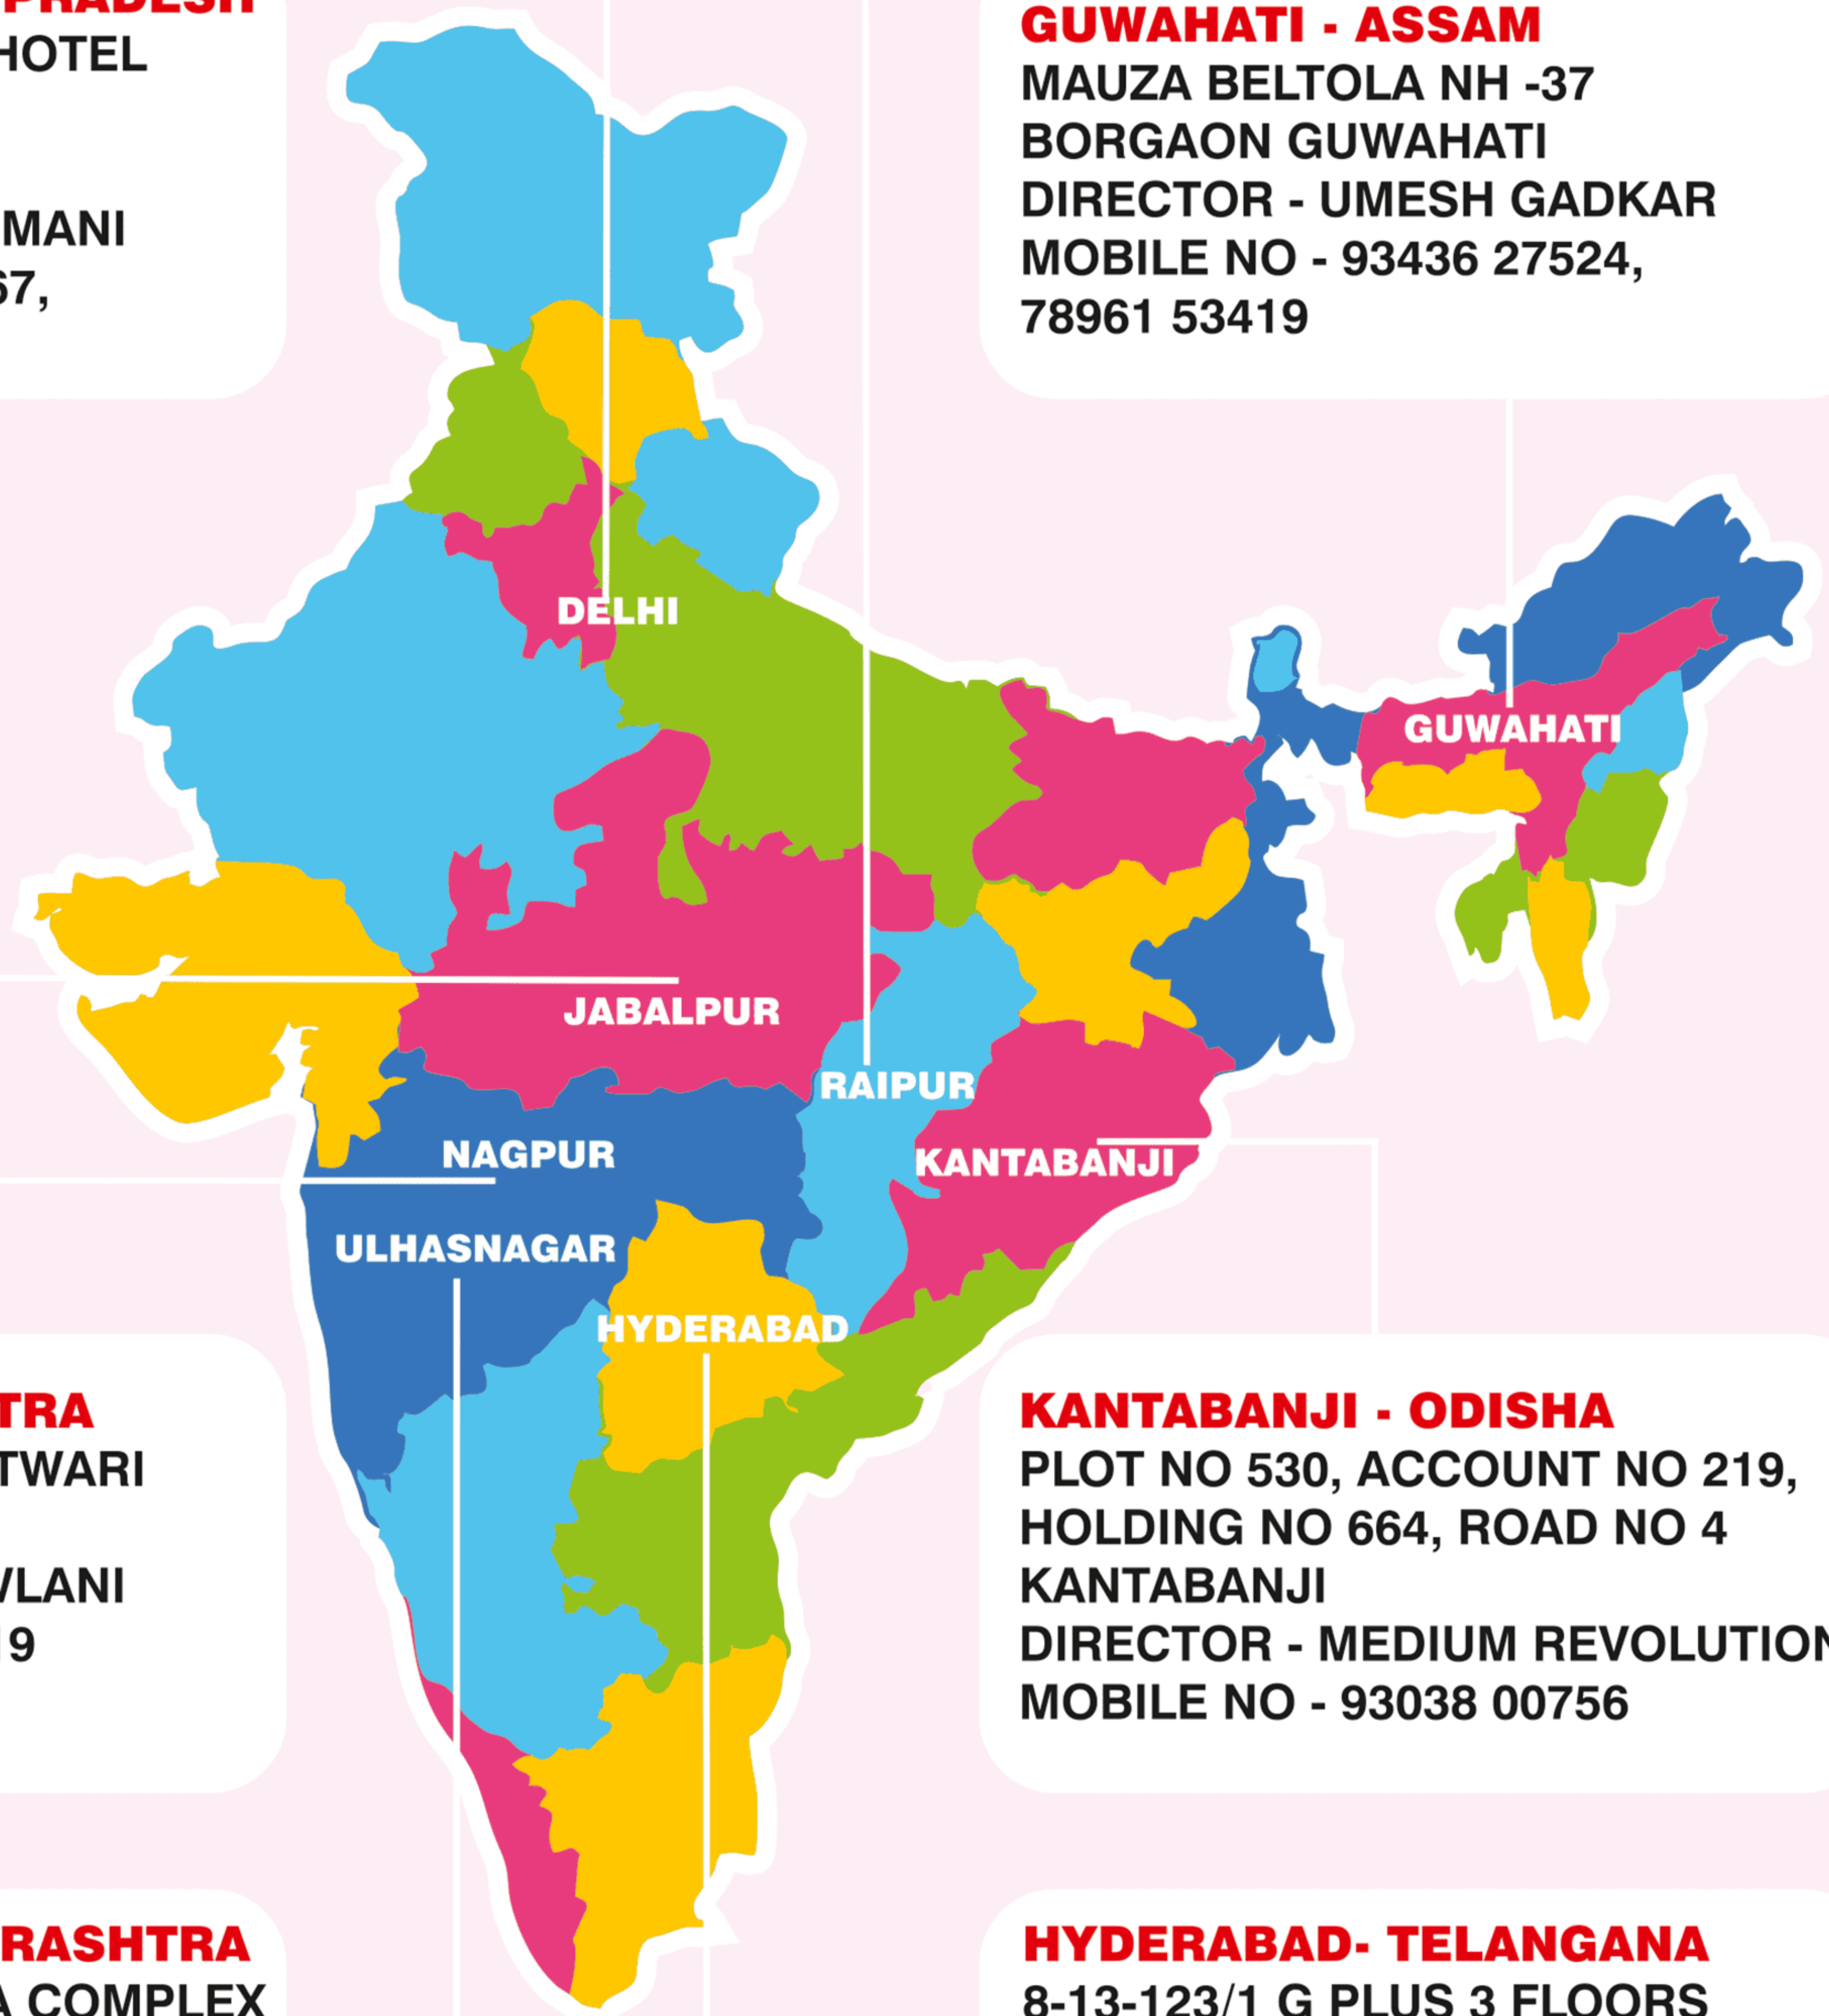 PRADESH
HOTEL
MANI
67,
GUWAHATI - ASSAM
MAUZA BELTOLA NH -37
BORGAON GUWAHATI
DIRECTOR - UMESH GADKAR
MOBILE NO - 93436 27524,
78961 53419
DELHI
GUWAHATI
JABALPUR
RAIPUR
NAGPUR
KANTABANJI
ULHASNAGAR
HYDERABAD
TRA
TWARI
VLANI
19
KANTABANJI - ODISHA
PLOT NO 530, ACCOUNT NO 219,
HOLDING NO 664, ROAD NO 4
KANTABANJI
DIRECTOR - MEDIUM REVOLUTION
MOBILE NO - 93038 00756
RASHTRA
A COMPLEX
HYDERABAD- TELANGANA
8-13-123/1 G PLUS 3 FLOORS